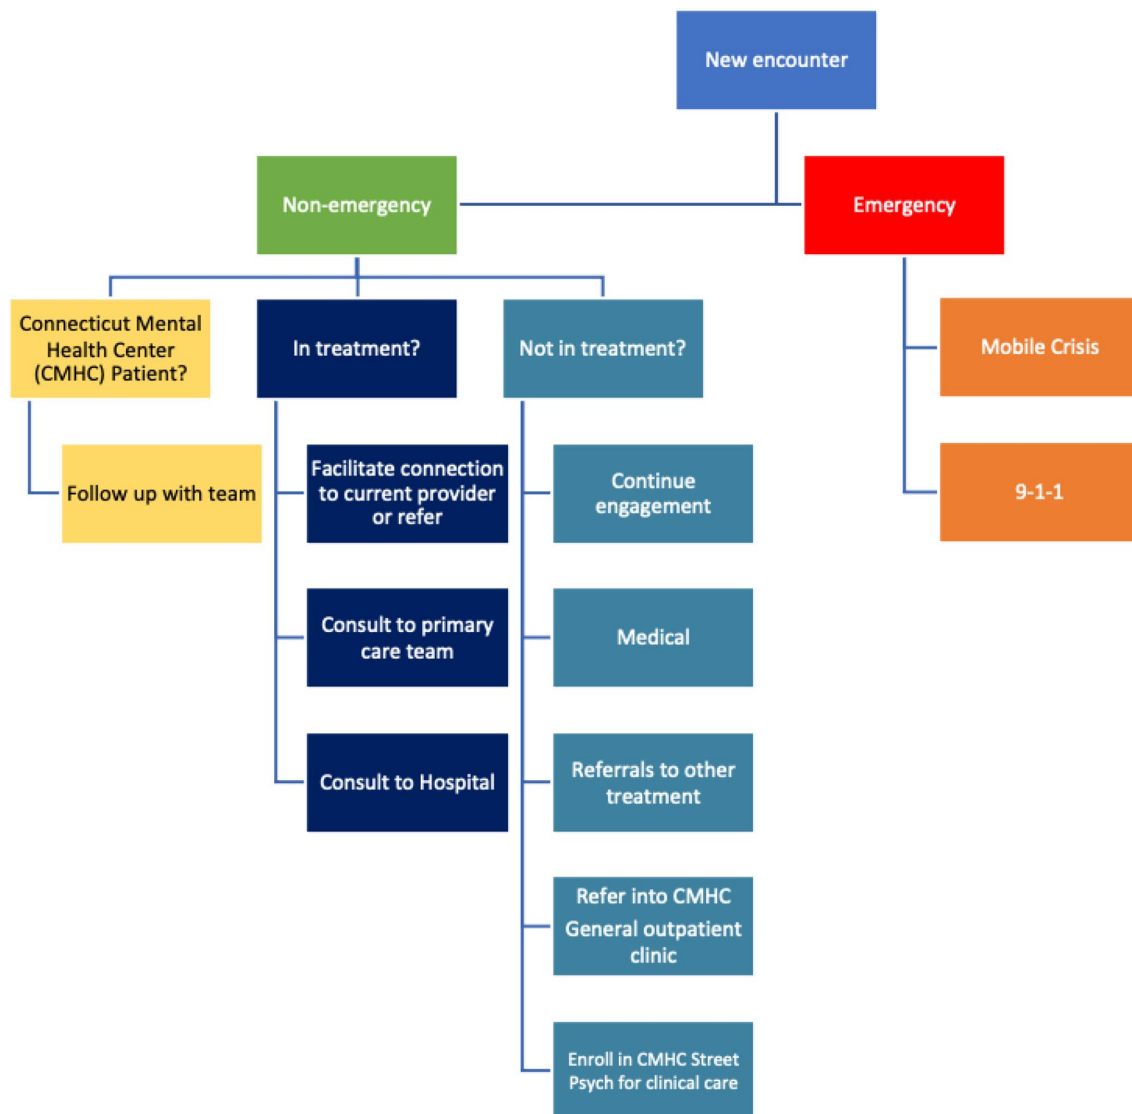 New encounter
Non-emergency
Emergency
Connecticut Mental
Health Center
(CMHC) Patient?
In treatment?
Not in treatment?
Mobile Crisis
Follow up with team
Facilitate connection
to current provider
or refer
Continue
engagement
9-1-1
Consult to primary
care team
Medical
Consult to Hospital
Referrals to other
treatment
Refer into CMHC
General outpatient
clinic
Enroll in CMHC Street
Psych for clinical care